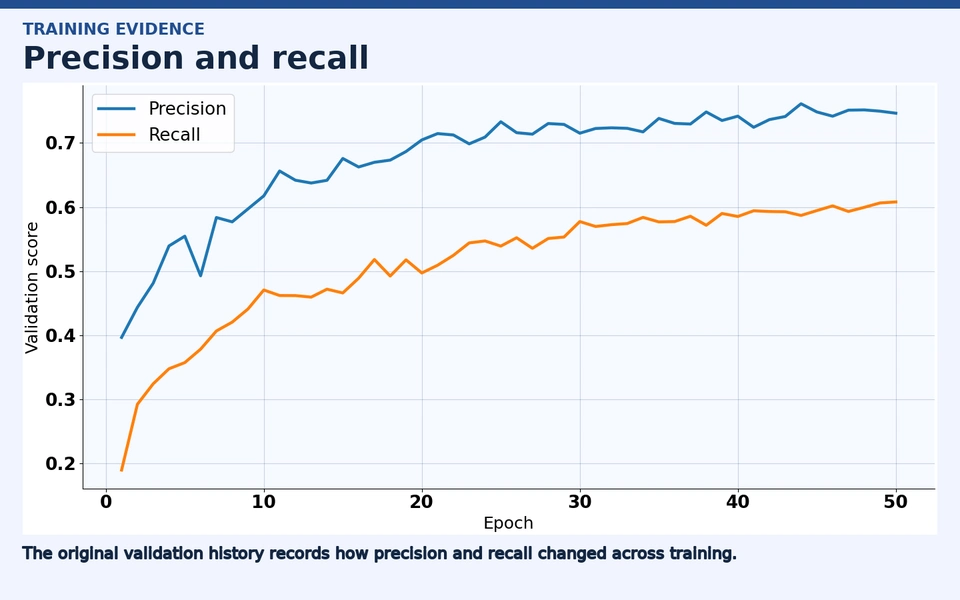 TRAINING EVIDENCE
Precision and recall
Precision
Recall
0.7
0.6
0.5
0.4
0.3
0.2
Validation score
0 10 20 30 40 50
Epoch
The original validation history records how precision and recall changed across training.